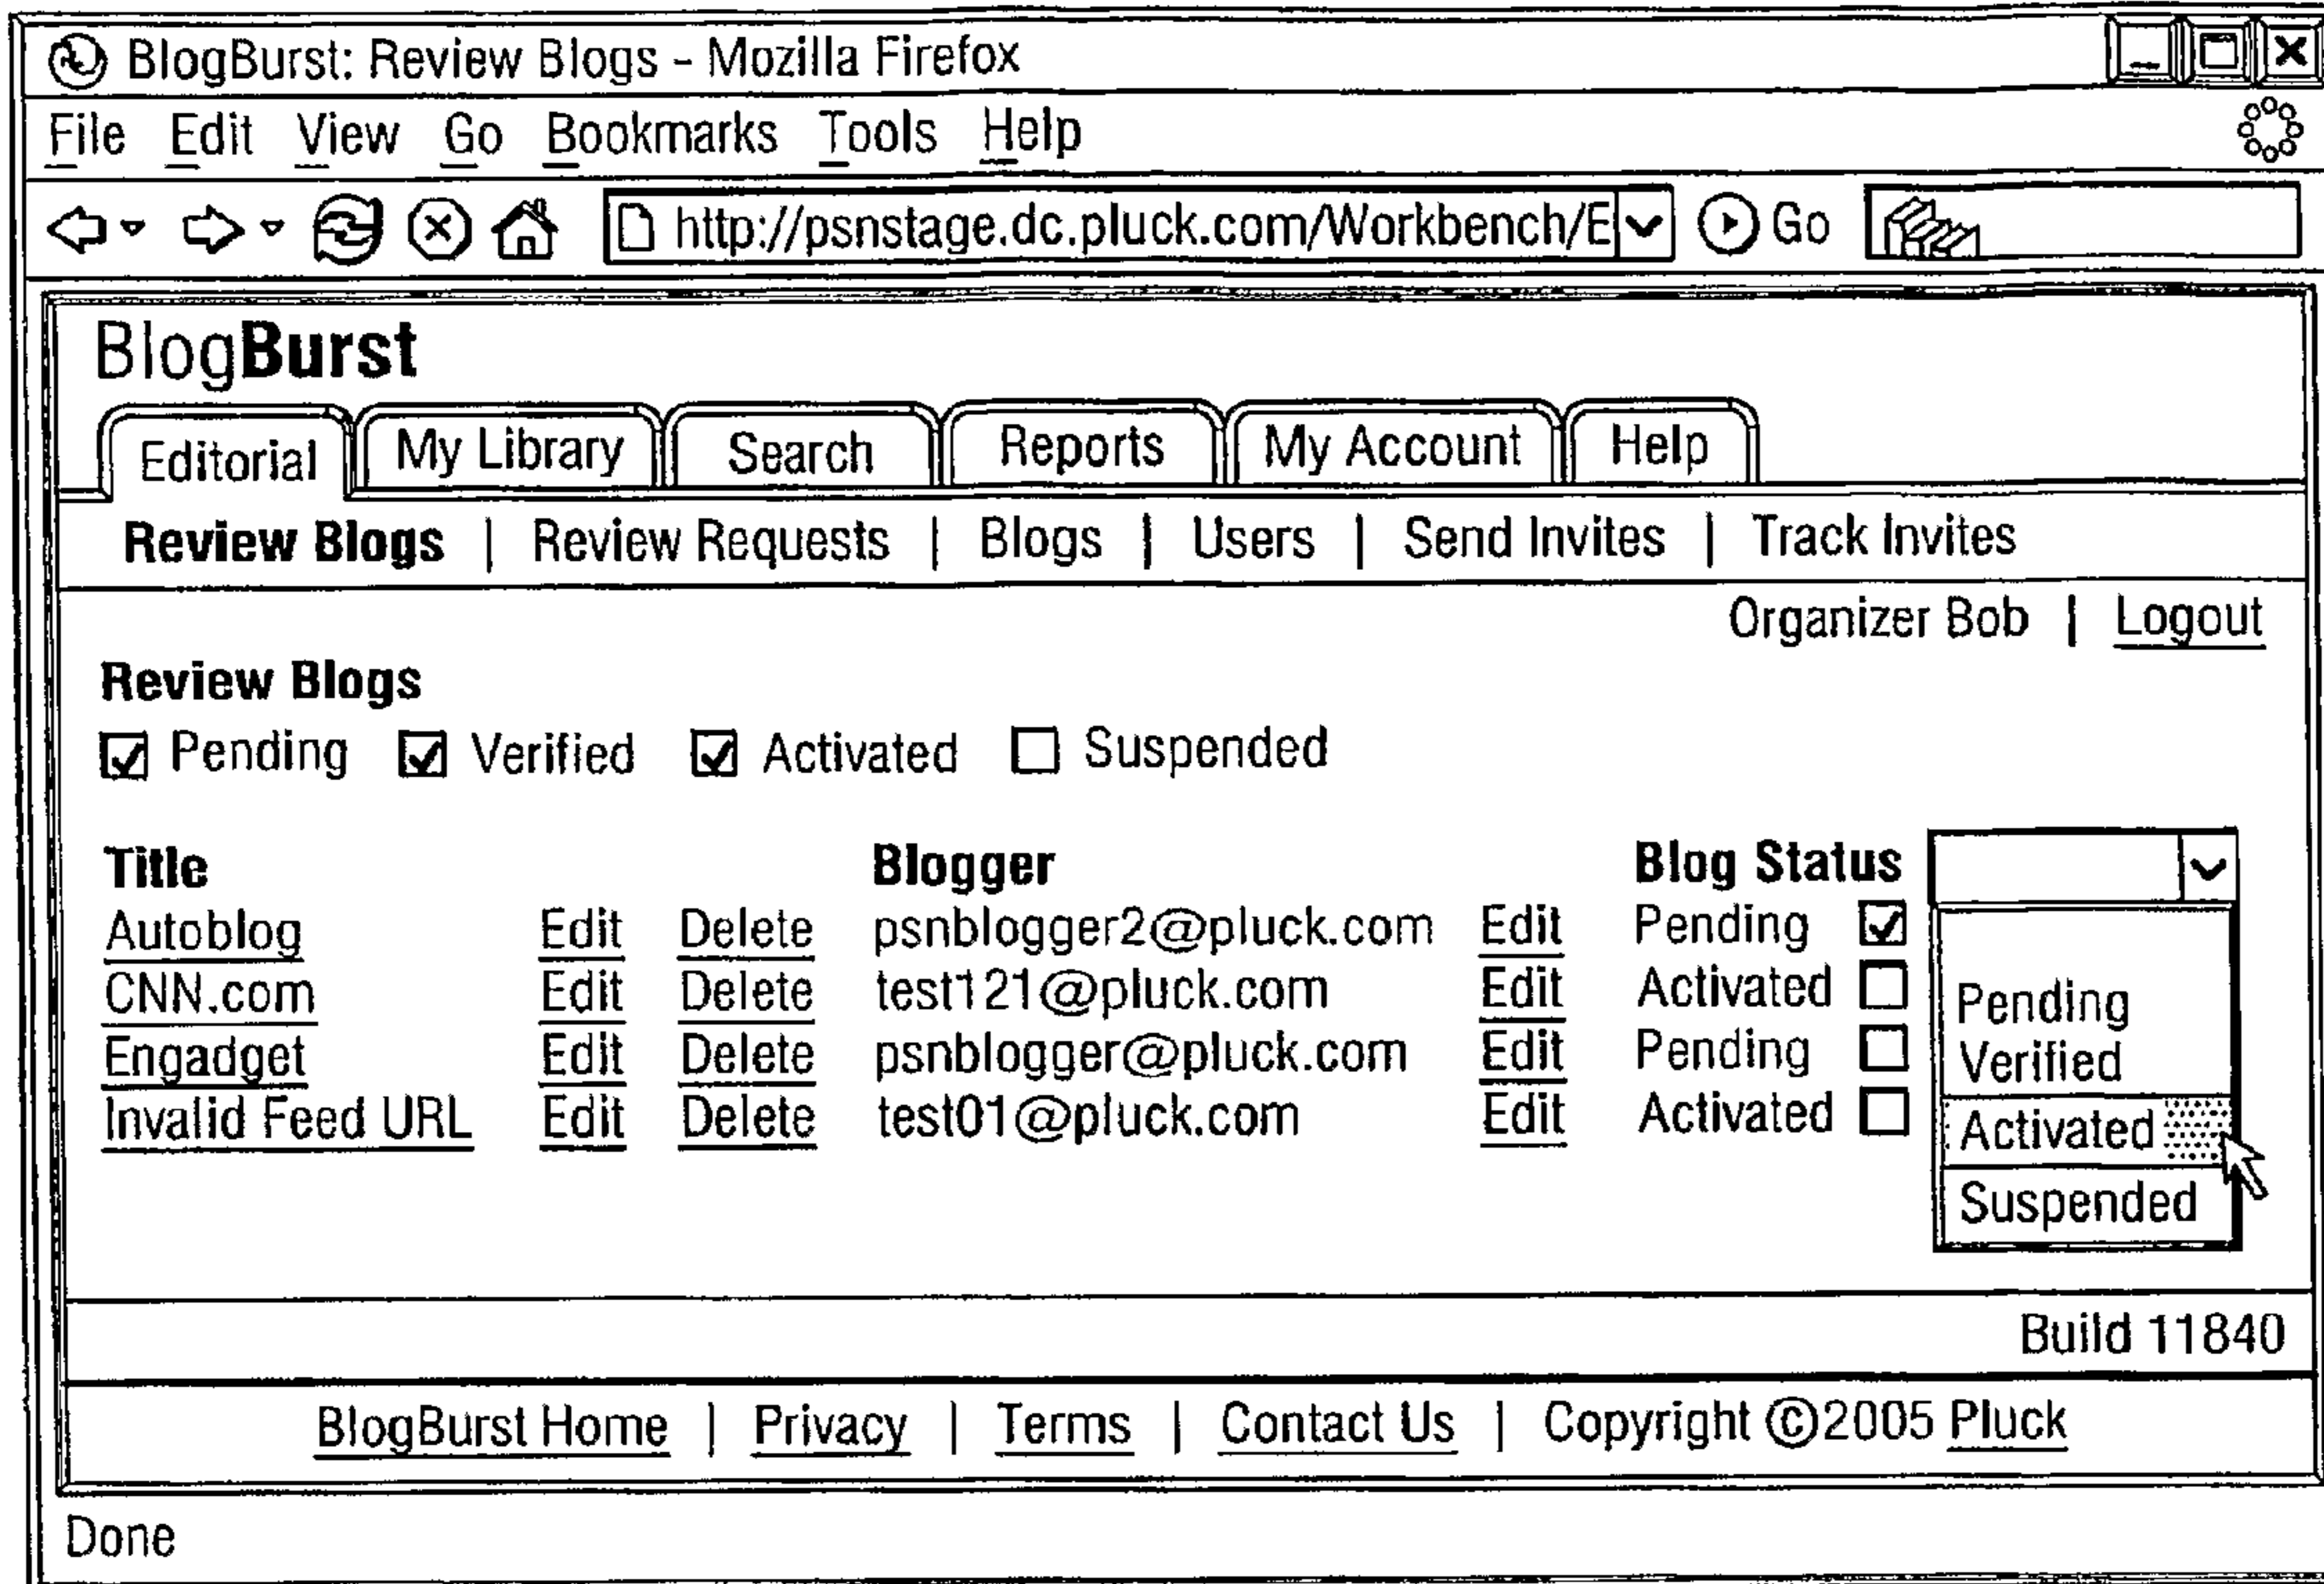 BlogBurst: Review Blogs - Mozilla Firefox
File Edit View Go Bookmarks Tools Help
http://psnstage.dc.pluck.com/Workbench/E Go
BlogBurst
Editorial My Library Search Reports My Account Help
Review Blogs | Review Requests | Blogs | Users | Send Invites | Track Invites
Organizer Bob | Logout
Review Blogs
Pending Verified Activated Suspended
Title Blogger Blog Status
Autoblog Edit Delete psnblogger2@pluck.com Edit Pending
CNN.com Edit Delete test121@pluck.com Edit Activated
Engadget Edit Delete psnblogger@pluck.com Edit Pending
Invalid Feed URL Edit Delete test01@pluck.com Edit Activated
Pending
Verified
Activated
Suspended
Build 11840
BlogBurst Home | Privacy | Terms | Contact Us | Copyright ©2005 Pluck
Done